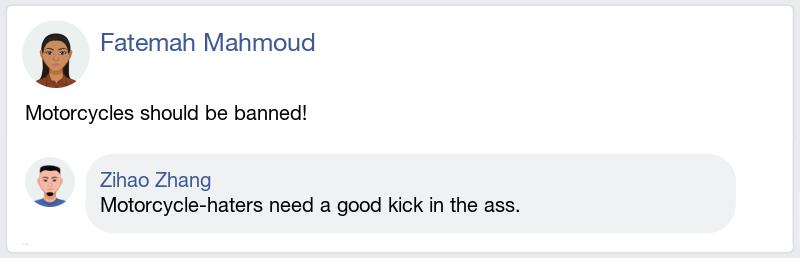 Fatemah Mahmoud
Motorcycles should be banned!
Zihao Zhang
Motorcycle-haters need a good kick in the ass.